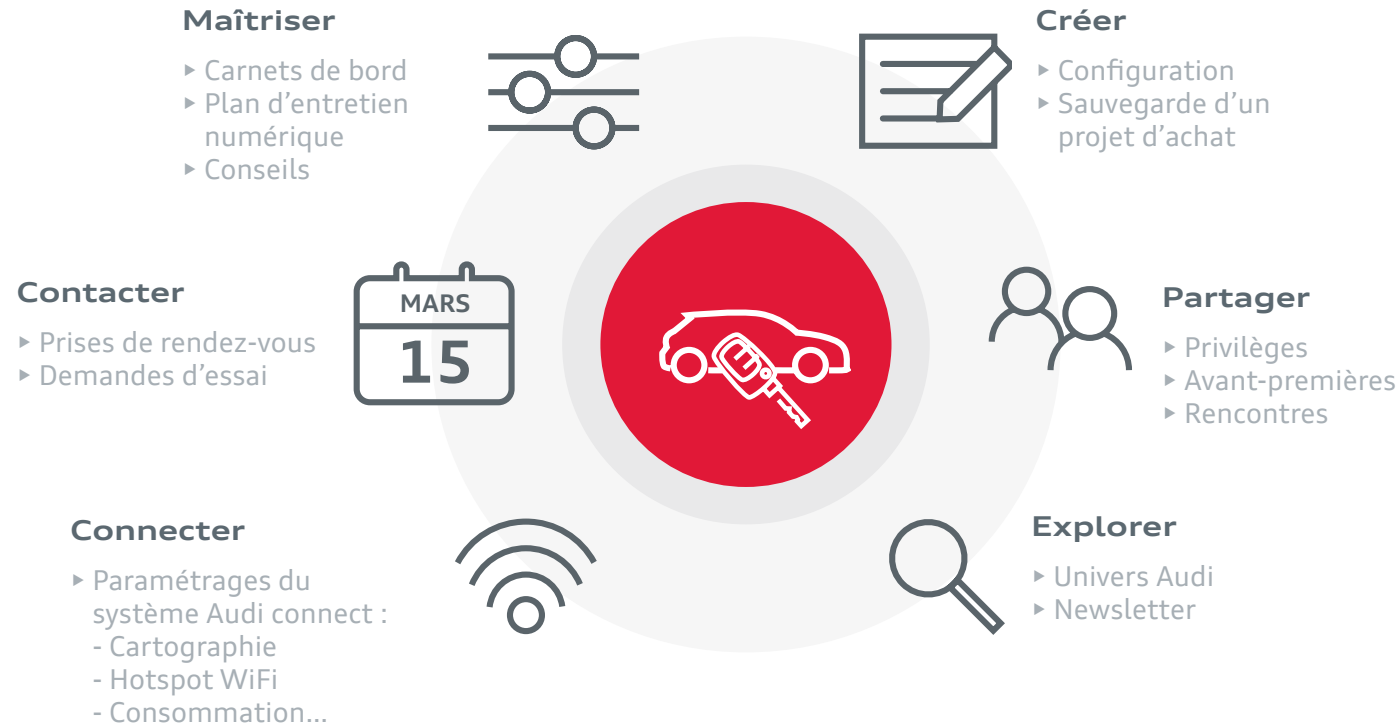 Maîtriser
▸ Carnets de bord
▸ Plan d’entretien
numérique
▸ Conseils
Créer
▸ Configuration
▸ Sauvegarde d’un
projet d’achat
Contacter
▸ Prises de rendez-vous
▸ Demandes d’essai
MARS
15
Partager
▸ Privilèges
▸ Avant-premières
▸ Rencontres
Connecter
▸ Paramétrages du
système Audi connect :
- Cartographie
- Hotspot WiFi
- Consommation...
Explorer
▸ Univers Audi
▸ Newsletter